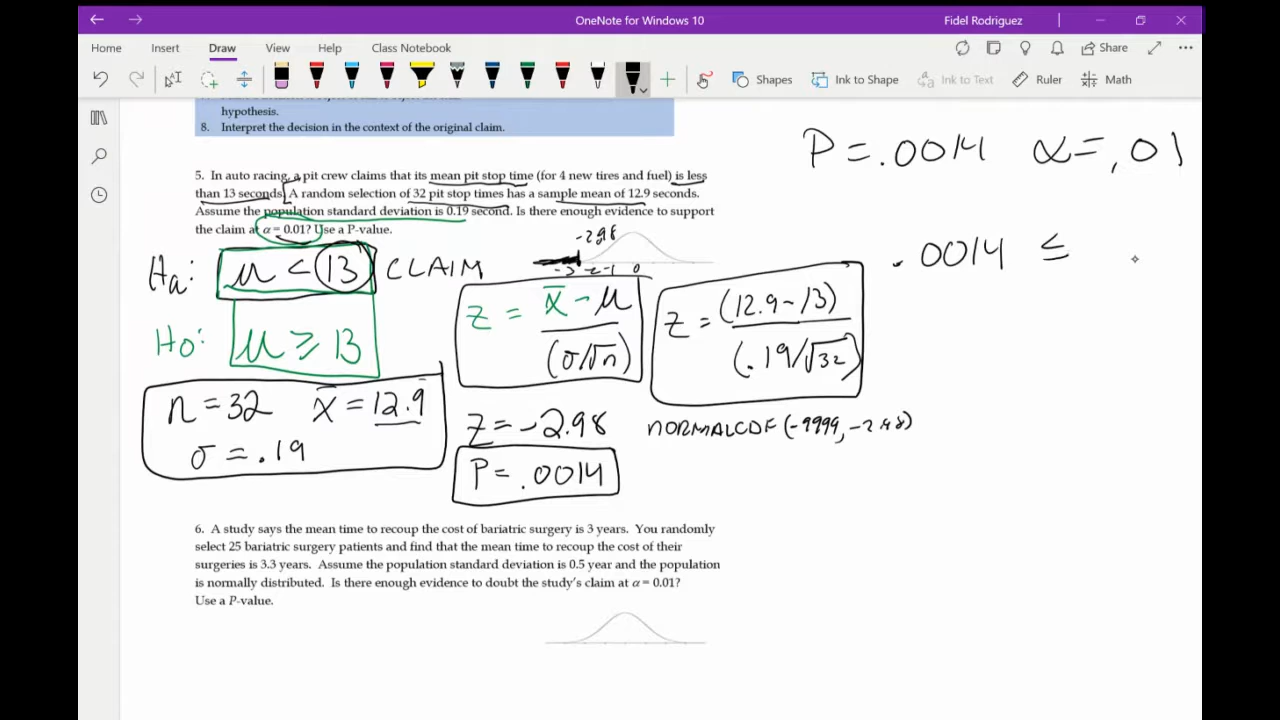 OneNote for Windows 10
Fidel Rodriguez
Home Insert Draw View Help Class Notebook
Share
Shapes Ink to Shape Ink to Text Ruler Math
hypothesis.
8. Interpret the decision in the context of the original claim.
P = .0014 α = .01
5. In auto racing, a pit crew claims that its mean pit stop time (for 4 new tires and fuel) is less
than 13 seconds. A random selection of 32 pit stop times has a sample mean of 12.9 seconds.
Assume the population standard deviation is 0.19 second. Is there enough evidence to support
the claim at α = 0.01? Use a P-value.
.0014 ≤
-2.98
-3 -2 -1 0
Ha: μ < 13 CLAIM
Ho: μ ≥ 13
z = x̄ - μ
(σ/√n)
z = (12.9 - 13)
(.19/√32)
n = 32 x̄ = 12.9
σ = .19
z = -2.98
NORMALCDF (-9999, -2.98)
P = .0014
6. A study says the mean time to recoup the cost of bariatric surgery is 3 years. You randomly
select 25 bariatric surgery patients and find that the mean time to recoup the cost of their
surgeries is 3.3 years. Assume the population standard deviation is 0.5 year and the population
is normally distributed. Is there enough evidence to doubt the study's claim at α = 0.01?
Use a P-value.